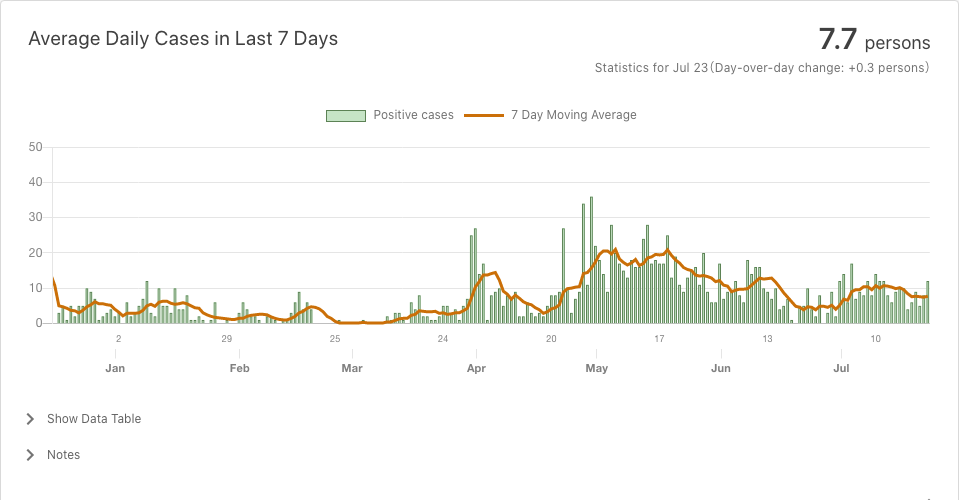 Average Daily Cases in Last 7 Days
7.7 persons
Statistics for Jul 23(Day-over-day change: +0.3 persons)
Positive cases 7 Day Moving Average
50
40
30
20
10
0
2 29 25 24 20 17 13 10
Jan Feb Mar Apr May Jun Jul
Show Data Table
Notes